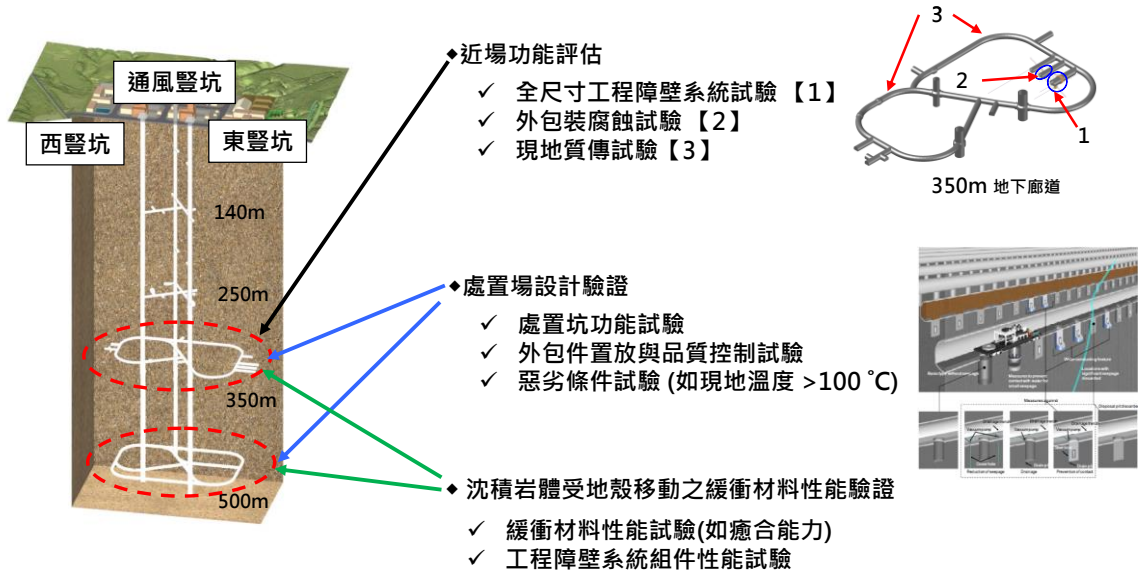 通風豎坑
西豎坑
東豎坑
140m
250m
350m
500m
◆近場功能評估
✓ 全尺寸工程障壁系統試驗 【1】
✓ 外包裝腐蝕試驗 【2】
✓ 現地質傳試驗【3】
3
2
1
350m 地下廊道
◆處置場設計驗證
✓ 處置坑功能試驗
✓ 外包件置放與品質控制試驗
✓ 惡劣條件試驗 (如現地溫度 >100 ℃)
◆沈積岩體受地殼移動之緩衝材料性能驗證
✓ 緩衝材料性能試驗(如癒合能力)
✓ 工程障壁系統組件性能試驗
Reduction of seepage
Drainage
Prevention of contact